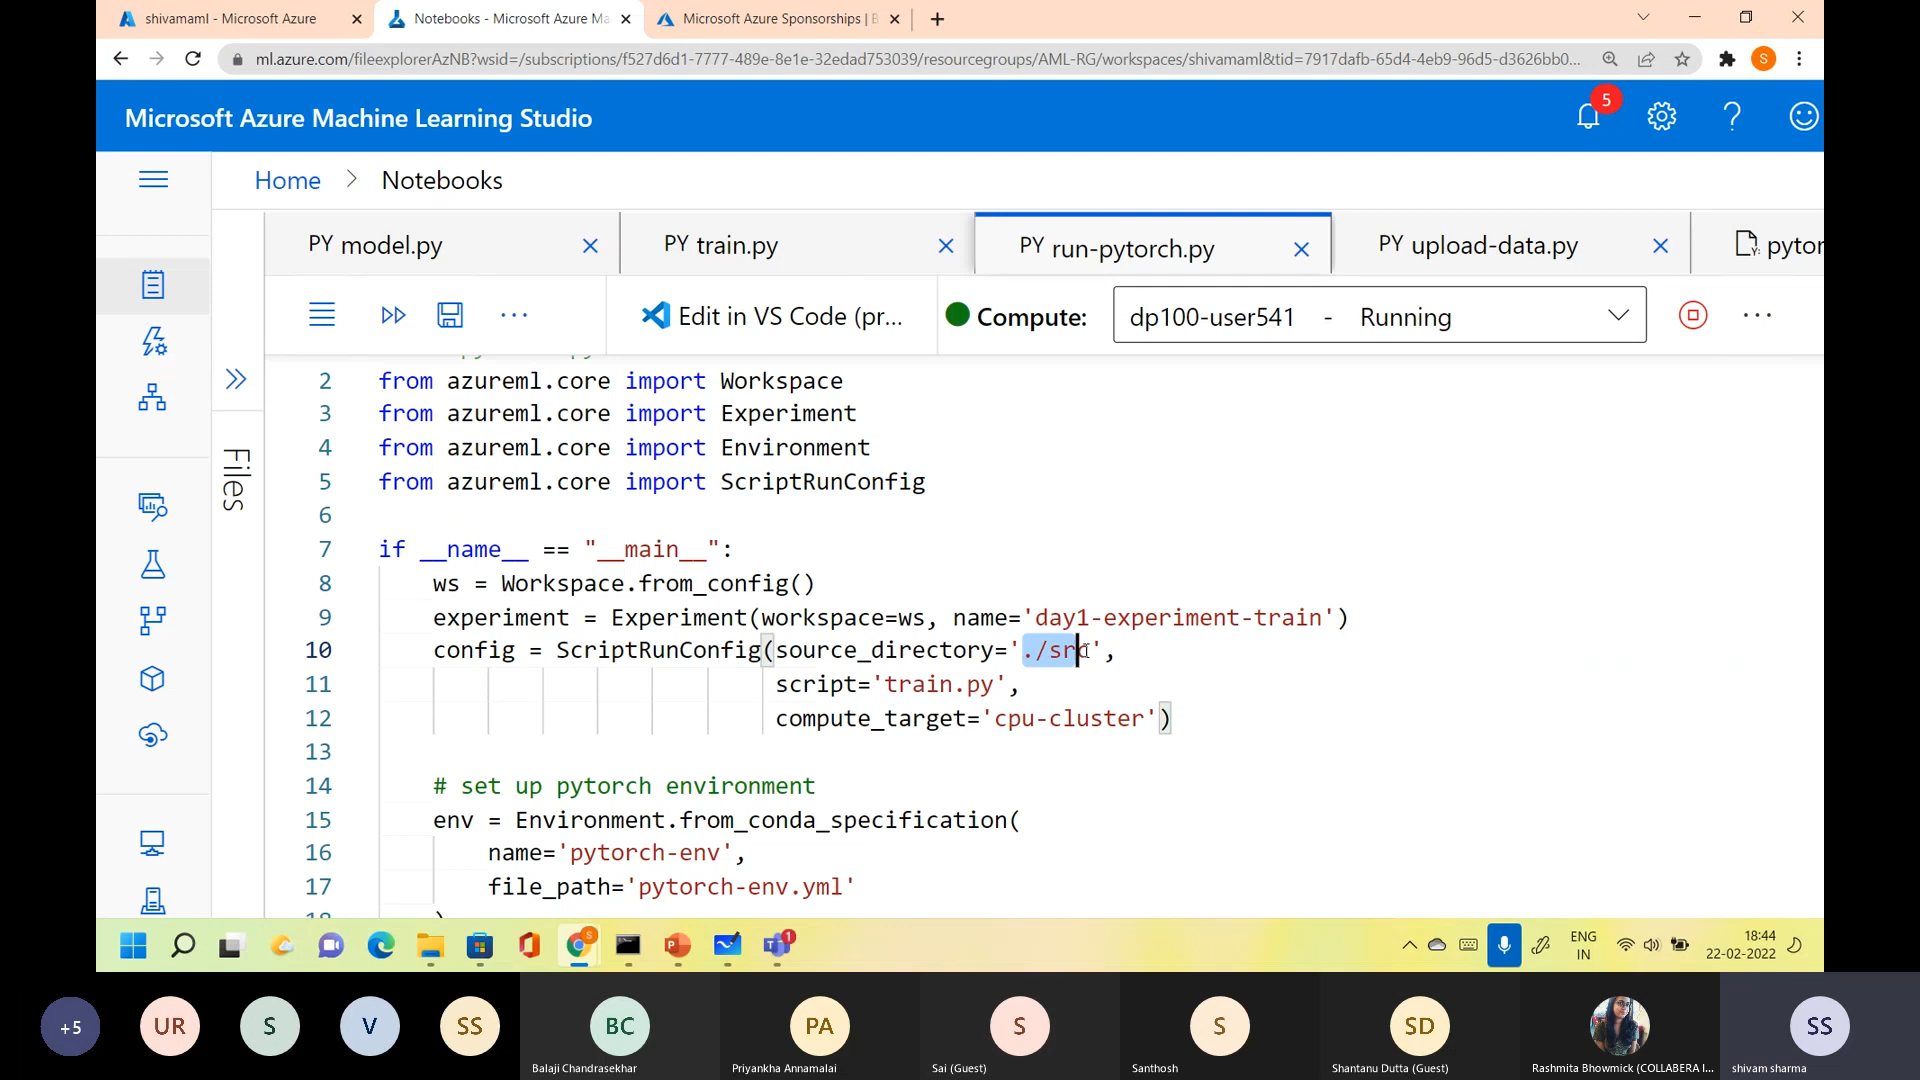 shivamaml - Microsoft Azure
Notebooks - Microsoft Azure Ma
Microsoft Azure Sponsorships | B
ml.azure.com/fileexplorerAzNB?wsid=/subscriptions/f527d6d1-7777-489e-8e1e-32edad753039/resourcegroups/AML-RG/workspaces/shivamaml&tid=7917dafb-65d4-4eb9-96d5-d3626bb0...
S
Microsoft Azure Machine Learning Studio
5
Home > Notebooks
PY model.py
PY train.py
PY run-pytorch.py
PY upload-data.py
pytor
Edit in VS Code (pr...
Compute:
dp100-user541 - Running
Files
2 from azureml.core import Workspace
3 from azureml.core import Experiment
4 from azureml.core import Environment
5 from azureml.core import ScriptRunConfig
6
7 if __name__ == "__main__":
8 ws = Workspace.from_config()
9 experiment = Experiment(workspace=ws, name='day1-experiment-train')
10 config = ScriptRunConfig(source_directory='./src',
11 script='train.py',
12 compute_target='cpu-cluster')
13
14 # set up pytorch environment
15 env = Environment.from_conda_specification(
16 name='pytorch-env',
17 file_path='pytorch-env.yml'
ENG
IN
18:44
22-02-2022
+5
UR
S
V
SS
BC
Balaji Chandrasekhar
PA
Priyankha Annamalai
S
Sai (Guest)
S
Santhosh
SD
Shantanu Dutta (Guest)
Rashmita Bhowmick (COLLABERA I...
SS
shivam sharma